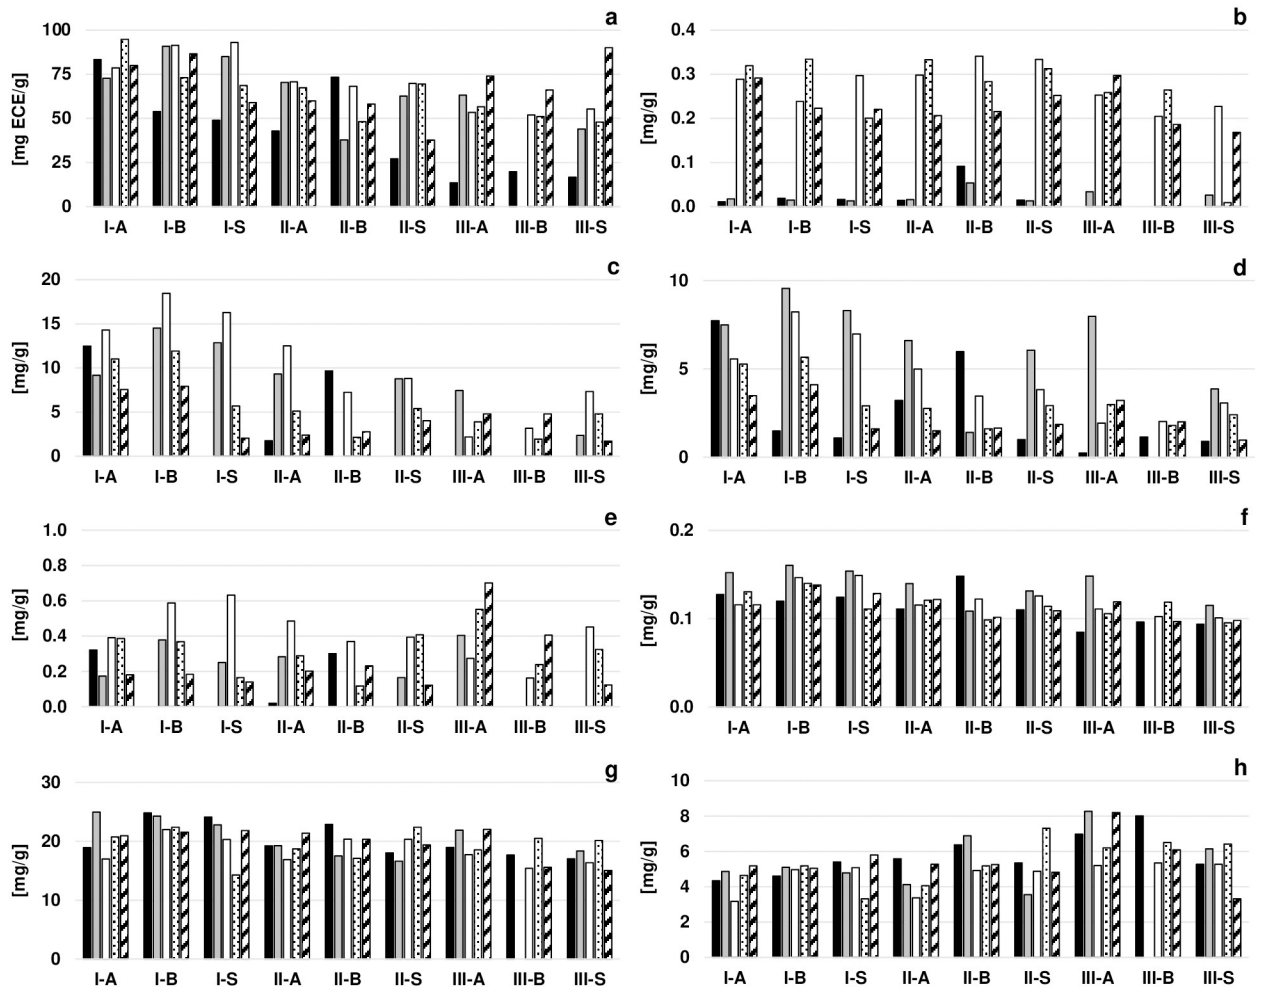 a
[mg ECE/g]
100
75
50
25
0
I-A I-B I-S II-A II-B II-S III-A III-B III-S
b
[mg/g]
0.4
0.3
0.2
0.1
0.0
I-A I-B I-S II-A II-B II-S III-A III-B III-S
c
[mg/g]
20
15
10
5
0
I-A I-B I-S II-A II-B II-S III-A III-B III-S
d
[mg/g]
10
5
0
I-A I-B I-S II-A II-B II-S III-A III-B III-S
e
[mg/g]
1.0
0.8
0.6
0.4
0.2
0.0
I-A I-B I-S II-A II-B II-S III-A III-B III-S
f
[mg/g]
0.2
0.1
0.0
I-A I-B I-S II-A II-B II-S III-A III-B III-S
g
[mg/g]
30
20
10
0
I-A I-B I-S II-A II-B II-S III-A III-B III-S
h
[mg/g]
10
8
6
4
2
0
I-A I-B I-S II-A II-B II-S III-A III-B III-S